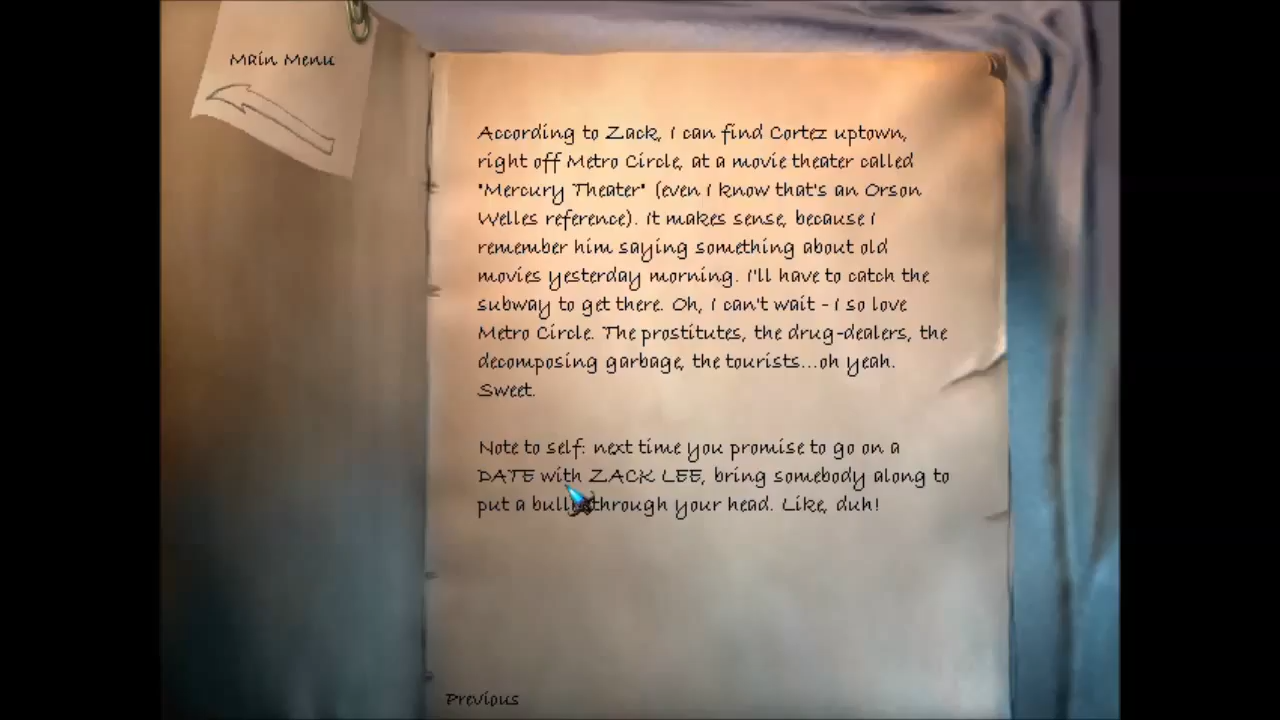 Main Menu
According to Zack, I can find Cortez uptown,
right off Metro Circle, at a movie theater called
"Mercury Theater" (even I know that's an Orson
Welles reference). It makes sense, because I
remember him saying something about old
movies yesterday morning. I'll have to catch the
subway to get there. Oh, I can't wait - I so love
Metro Circle. The prostitutes, the drug-dealers, the
decomposing garbage, the tourists...oh yeah.
Sweet.
Note to self: next time you promise to go on a
DATE with ZACK LEE, bring somebody along to
put a through your head. Like, duh!
Previous